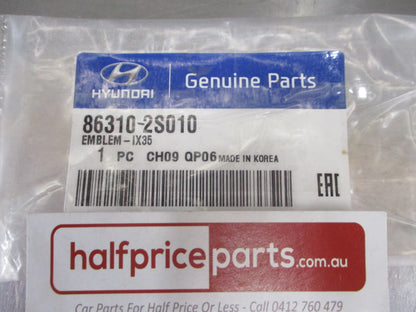 HYUNDAI
Genuine Parts
86310-2S010
EMBLEM-IX35
1 PC CH09 QP06 MADE IN KOREA
EAC
halfpriceparts.com.au
Car Parts For Half Price Or Less - Call 0412 760 479